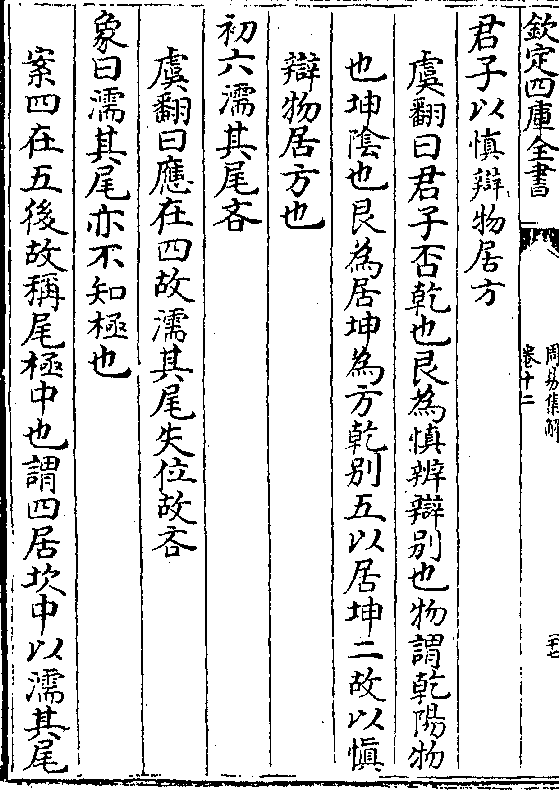 欽定四庫全書
周易集解
卷十二
二十七
君子以慎辯物居方
虞翻曰君子否乾也艮為慎辨辯别也物謂乾陽物
也坤陰也艮為居坤為方乾别五以居坤二故以慎
辯物居方也
初六濡其尾吝
虞翻曰應在四故濡其尾失位故吝
象曰濡其尾亦不知極也
案四在五後故稱尾極中也謂四居坎中以濡其尾